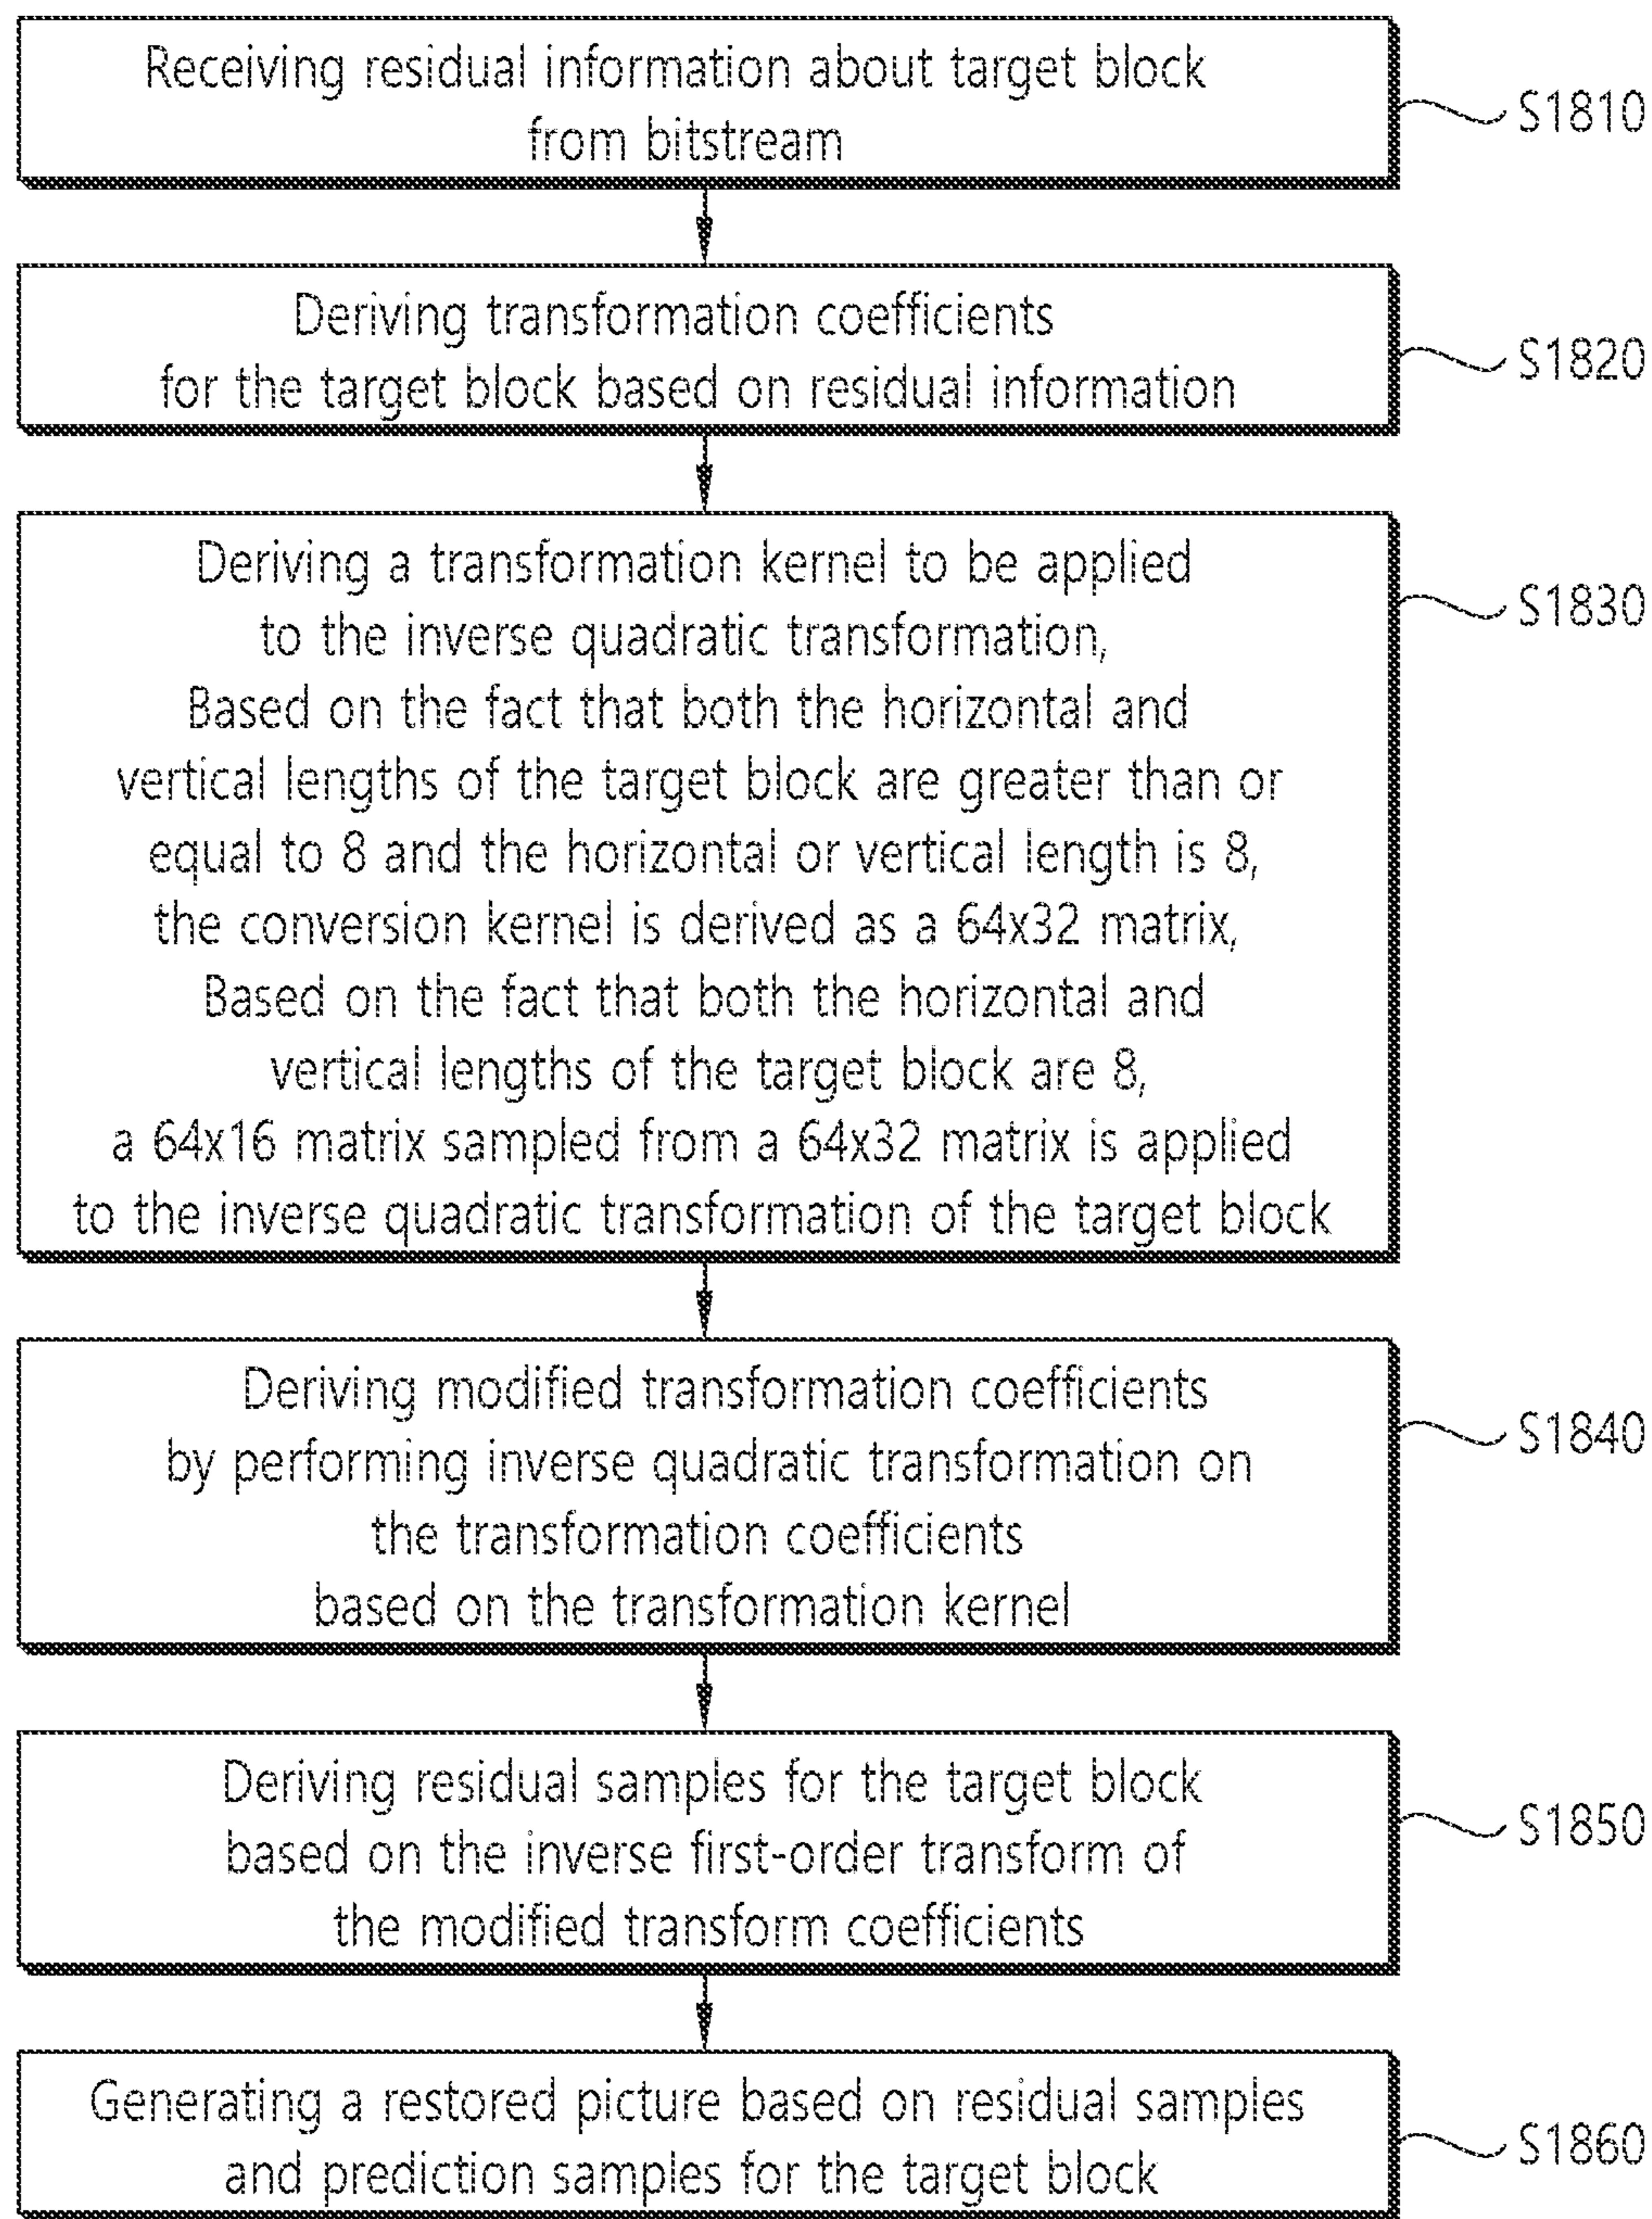 Receiving residual information about target block
from bitstream
S1810
Deriving transformation coefficients
for the target block based on residual information
S1820
Deriving a transformation kernel to be applied
to the inverse quadratic transformation,
Based on the fact that both the horizontal and
vertical lengths of the target block are greater than or
equal to 8 and the horizontal or vertical length is 8,
the conversion kernel is derived as a 64x32 matrix,
Based on the fact that both the horizontal and
vertical lengths of the target block are 8,
a 64x16 matrix sampled from a 64x32 matrix is applied
to the inverse quadratic transformation of the target block
S1830
Deriving modified transformation coefficients
by performing inverse quadratic transformation on
the transformation coefficients
based on the transformation kernel
S1840
Deriving residual samples for the target block
based on the inverse first-order transform of
the modified transform coefficients
S1850
Generating a restored picture based on residual samples
and prediction samples for the target block
S1860